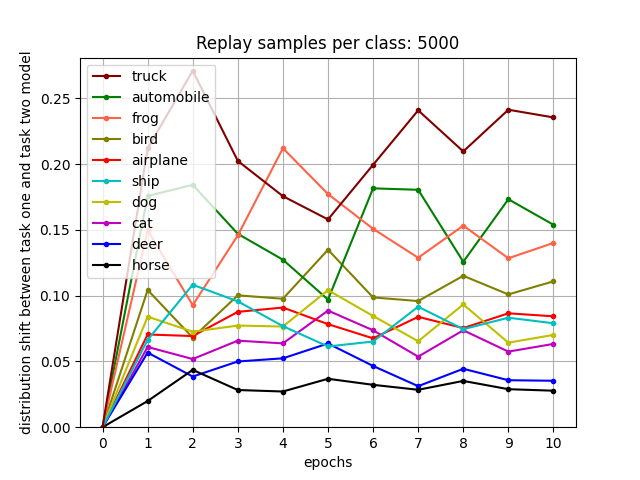 Replay samples per class: 5000
distribution shift between task one and task two model
0.25
0.20
0.15
0.10
0.05
0.00
truck
automobile
frog
bird
airplane
ship
dog
cat
deer
horse
0 1 2 3 4 5 6 7 8 9 10
epochs